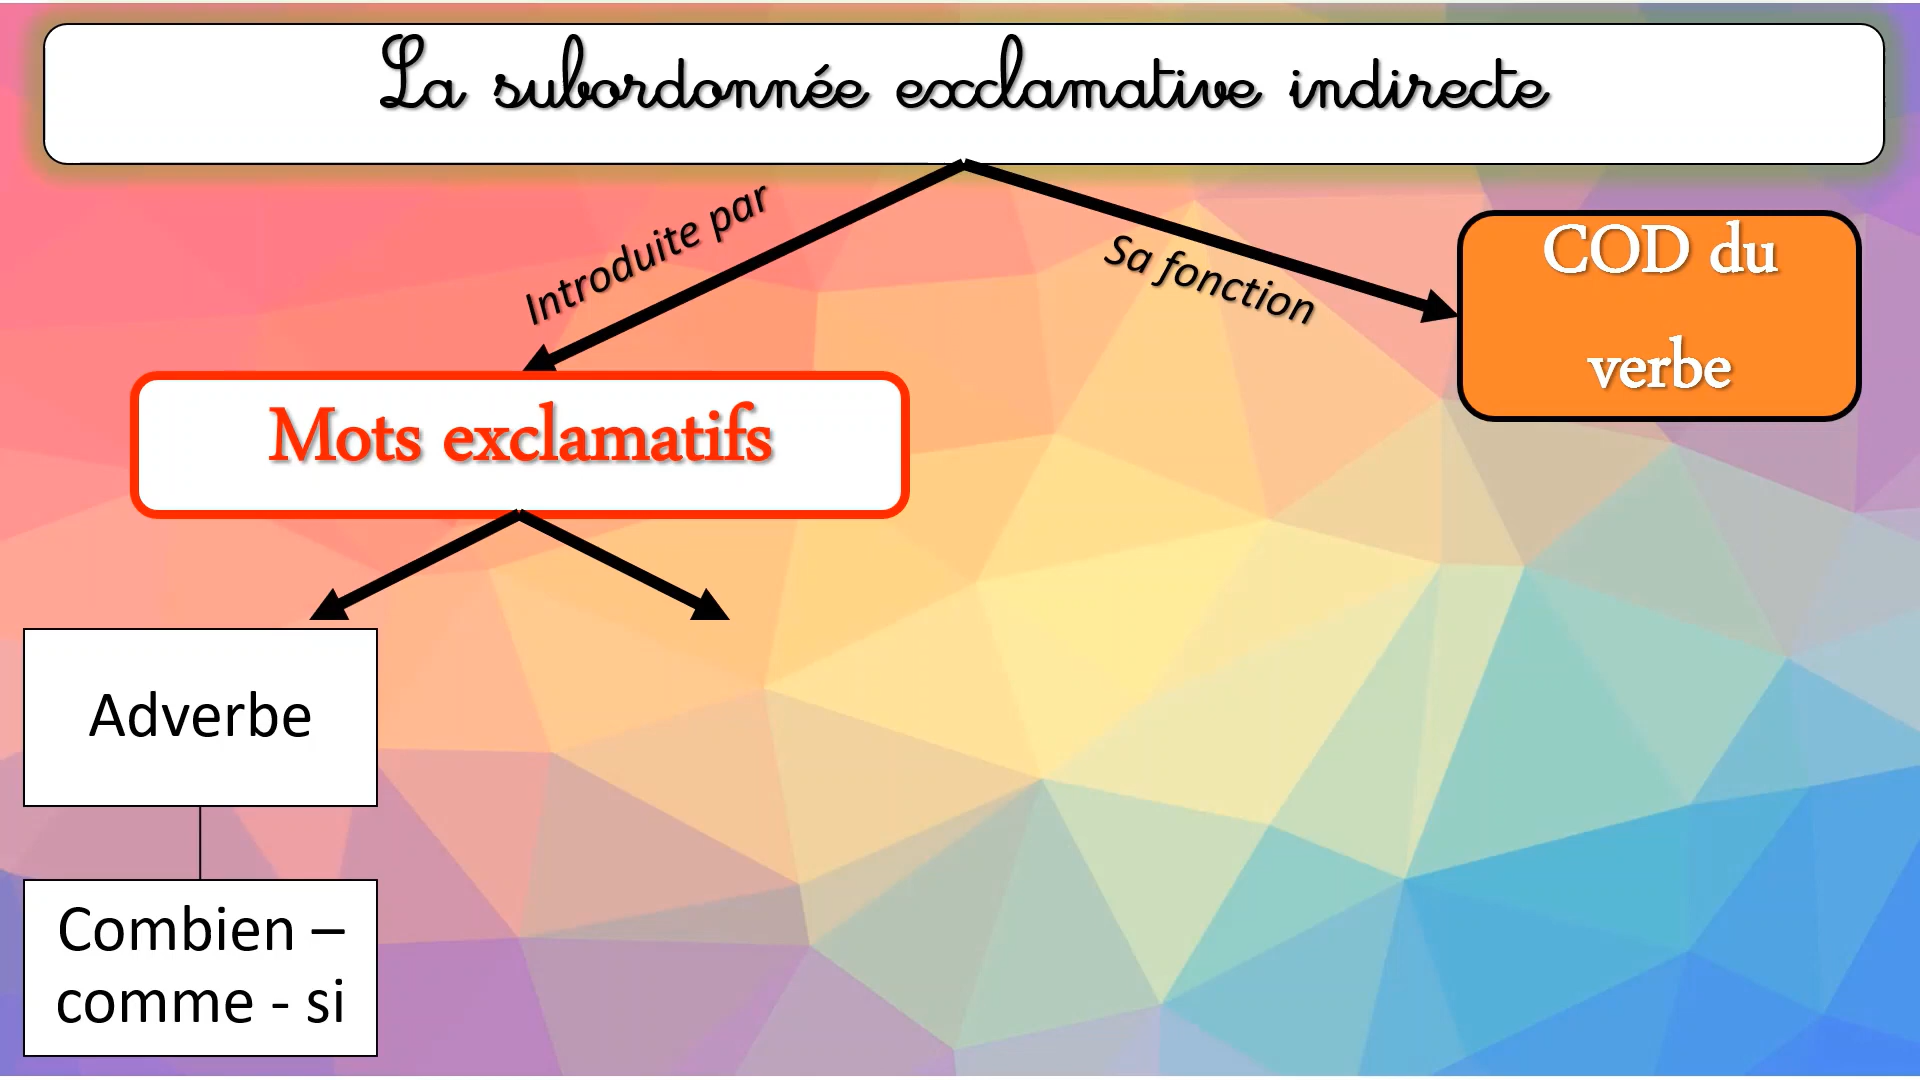 La subordonnée exclamative indirecte
Introduite par
Sa fonction
COD du
verbe
Mots exclamatifs
Adverbe
Combien –
comme - si